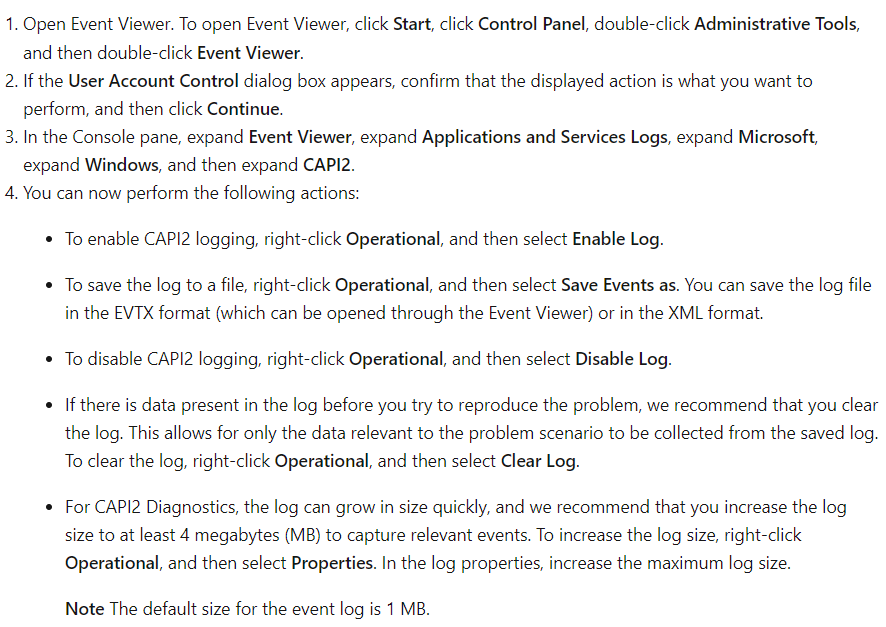 1. Open Event Viewer. To open Event Viewer, click Start, click Control Panel, double-click Administrative Tools,
and then double-click Event Viewer.
2. If the User Account Control dialog box appears, confirm that the displayed action is what you want to
perform, and then click Continue.
3. In the Console pane, expand Event Viewer, expand Applications and Services Logs, expand Microsoft,
expand Windows, and then expand CAPI2.
4. You can now perform the following actions:
• To enable CAPI2 logging, right-click Operational, and then select Enable Log.
• To save the log to a file, right-click Operational, and then select Save Events as. You can save the log file
in the EVTX format (which can be opened through the Event Viewer) or in the XML format.
• To disable CAPI2 logging, right-click Operational, and then select Disable Log.
• If there is data present in the log before you try to reproduce the problem, we recommend that you clear
the log. This allows for only the data relevant to the problem scenario to be collected from the saved log.
To clear the log, right-click Operational, and then select Clear Log.
• For CAPI2 Diagnostics, the log can grow in size quickly, and we recommend that you increase the log
size to at least 4 megabytes (MB) to capture relevant events. To increase the log size, right-click
Operational, and then select Properties. In the log properties, increase the maximum log size.
Note The default size for the event log is 1 MB.